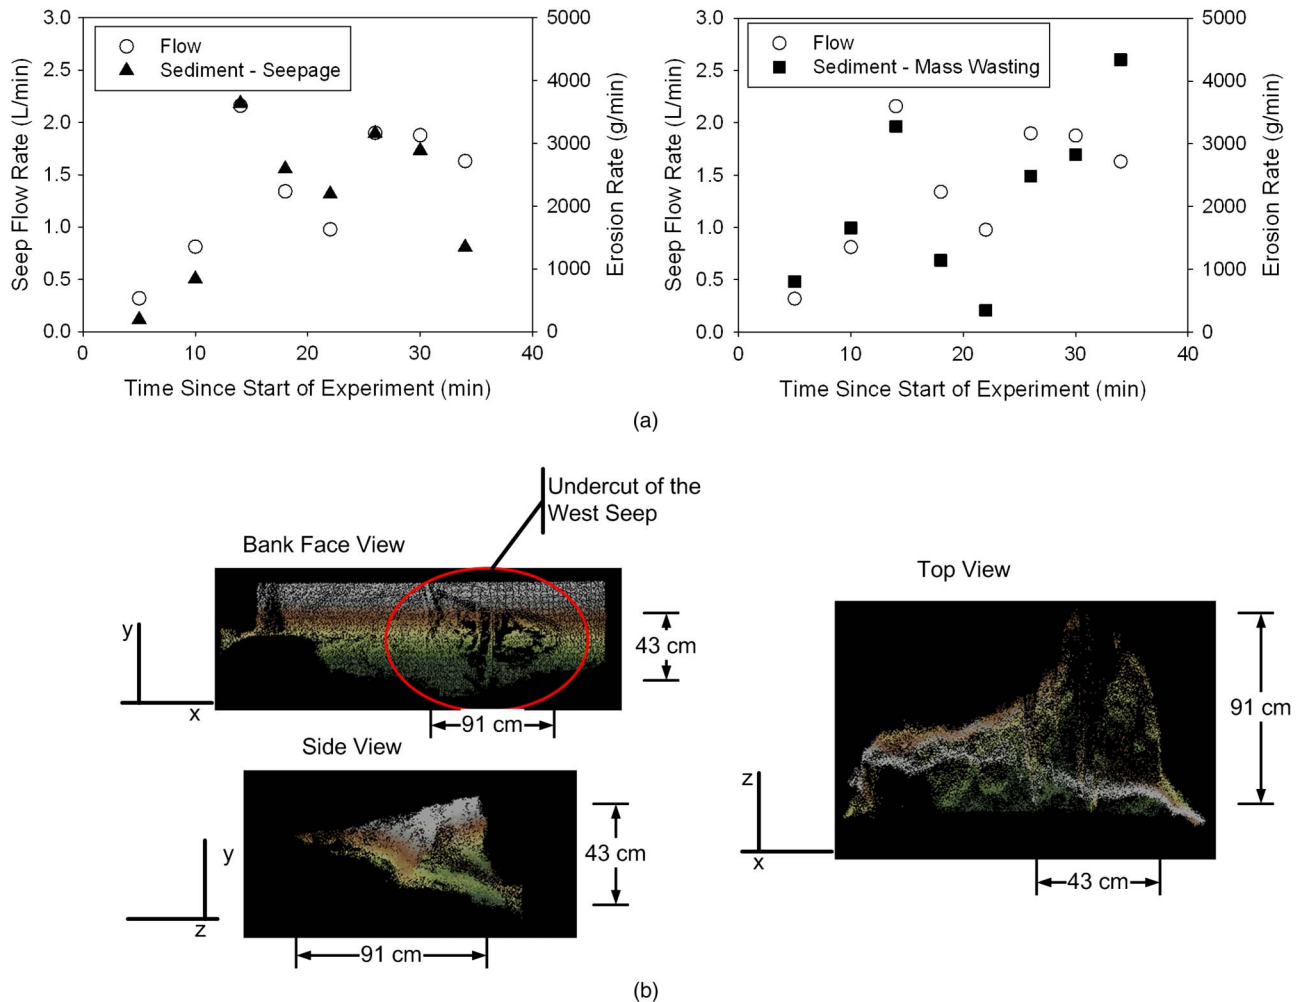 3.0
2.5
2.0
1.5
1.0
0.5
0.0
Seep Flow Rate (L/min)
Flow
Sediment - Seepage
5000
4000
3000
2000
1000
0
Erosion Rate (g/min)
0 10 20 30 40
Time Since Start of Experiment (min)
3.0
2.5
2.0
1.5
1.0
0.5
0.0
Seep Flow Rate (L/min)
Flow
Sediment - Mass Wasting
5000
4000
3000
2000
1000
0
Erosion Rate (g/min)
0 10 20 30 40
Time Since Start of Experiment (min)
(a)
Undercut of the
West Seep
Bank Face View
y
x
43 cm
91 cm
Side View
y
z
43 cm
91 cm
Top View
z
x
91 cm
43 cm
(b)